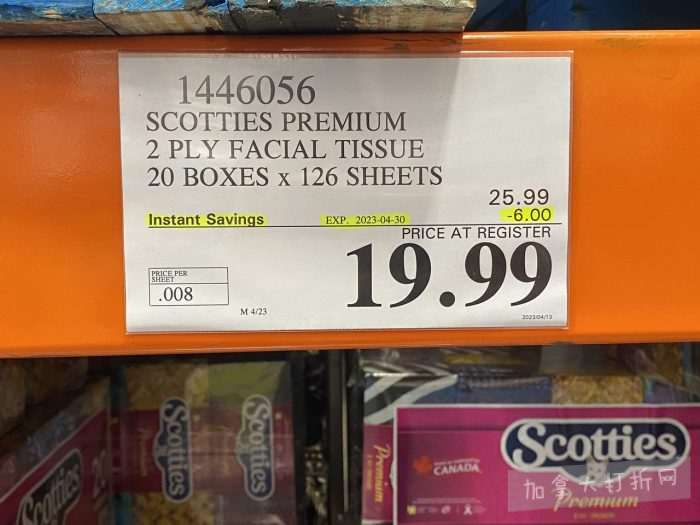 1446056
SCOTTIES PREMIUM
2 PLY FACIAL TISSUE
20 BOXES x 126 SHEETS
25.99
Instant Savings EXP. 2023-04-30 -6.00
PRICE AT REGISTER
19.99
PRICE PER
SHEET
.008
M 4/23
2023/04/13
Scotties
Premium
Scotties
Scotties
Premium
CANADA
Scotties
Premium
加拿大打折网